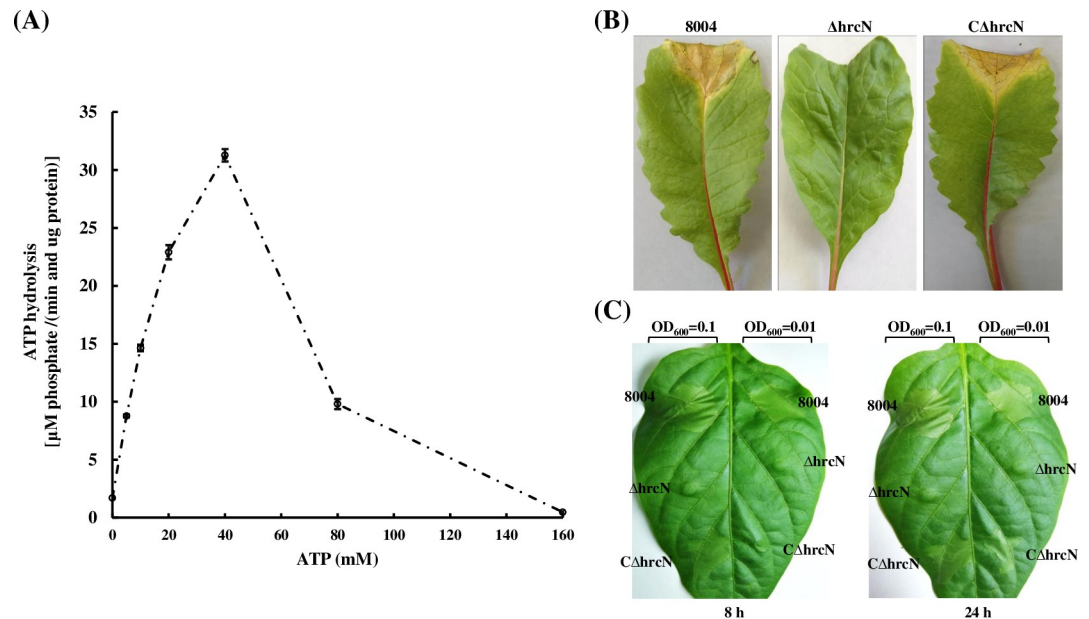 (A)
ATP hydrolysis
[µM phosphate /(min and ug protein)]
35
30
25
20
15
10
5
0
0 20 40 60 80 100 120 140 160
ATP (mM)
(B)
8004 ΔhrcN CΔhrcN
(C)
OD600=0.1 OD600=0.01 OD600=0.1 OD600=0.01
8004 8004 8004 8004
ΔhrcN ΔhrcN ΔhrcN ΔhrcN
CΔhrcN CΔhrcN CΔhrcN CΔhrcN
8 h 24 h